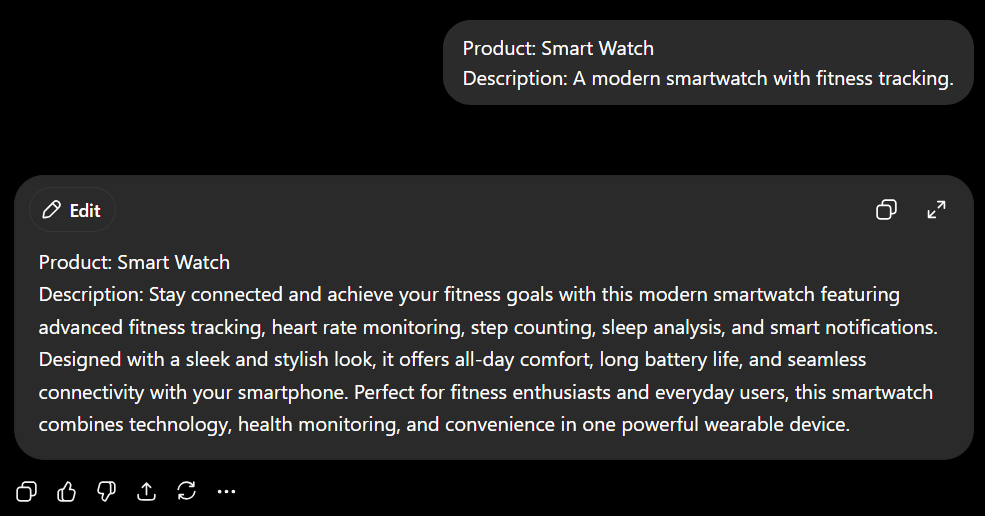 Product: Smart Watch
Description: A modern smartwatch with fitness tracking.
Edit
Product: Smart Watch
Description: Stay connected and achieve your fitness goals with this modern smartwatch featuring
advanced fitness tracking, heart rate monitoring, step counting, sleep analysis, and smart notifications.
Designed with a sleek and stylish look, it offers all-day comfort, long battery life, and seamless
connectivity with your smartphone. Perfect for fitness enthusiasts and everyday users, this smartwatch
combines technology, health monitoring, and convenience in one powerful wearable device.